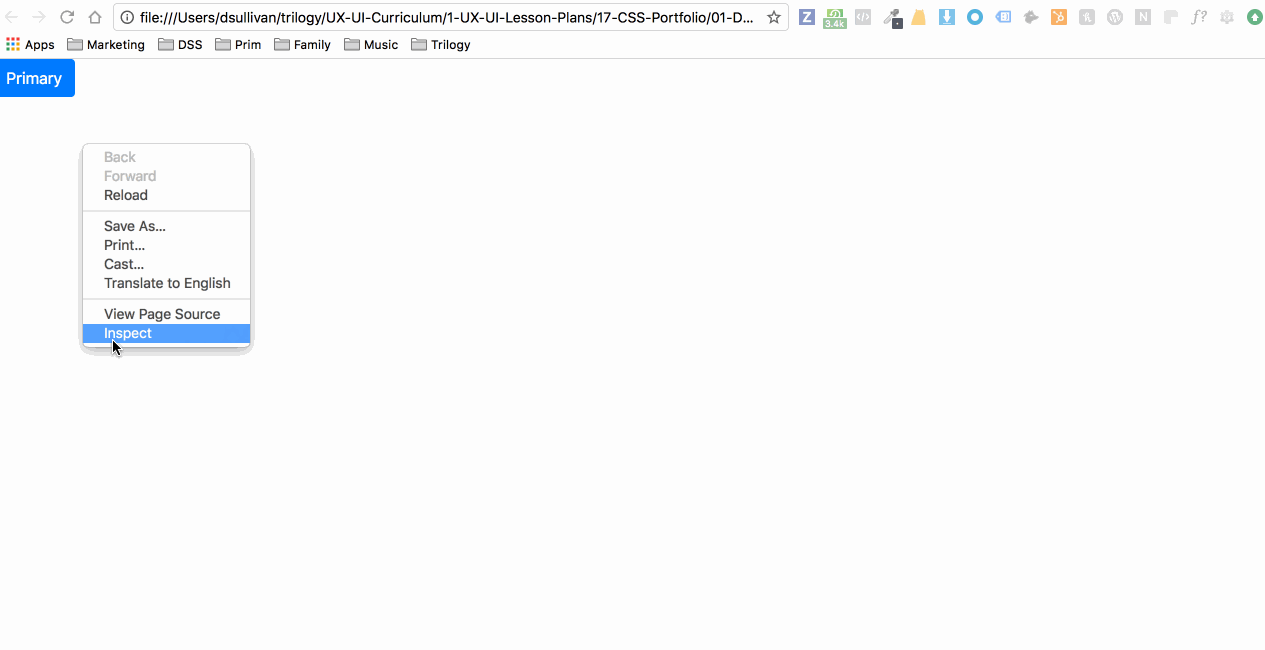 file:///Users/dsullivan/trilogy/UX-UI-Curriculum/1-UX-UI-Lesson-Plans/17-CSS-Portfolio/01-D...
3.4k
N
f?
Apps Marketing DSS Prim Family Music Trilogy
Primary
Back
Forward
Reload
Save As...
Print...
Cast...
Translate to English
View Page Source
Inspect